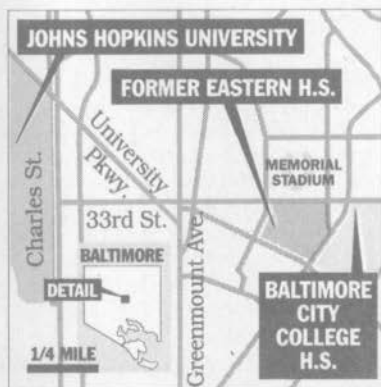 JOHNS HOPKINS UNIVERSITY
FORMER EASTERN H.S.
University
Pkwy.
MEMORIAL
STADIUM
Charles St.
33rd St.
Greenmount Ave.
BALTIMORE
DETAIL
1/4 MILE
BALTIMORE
CITY
COLLEGE
H.S.